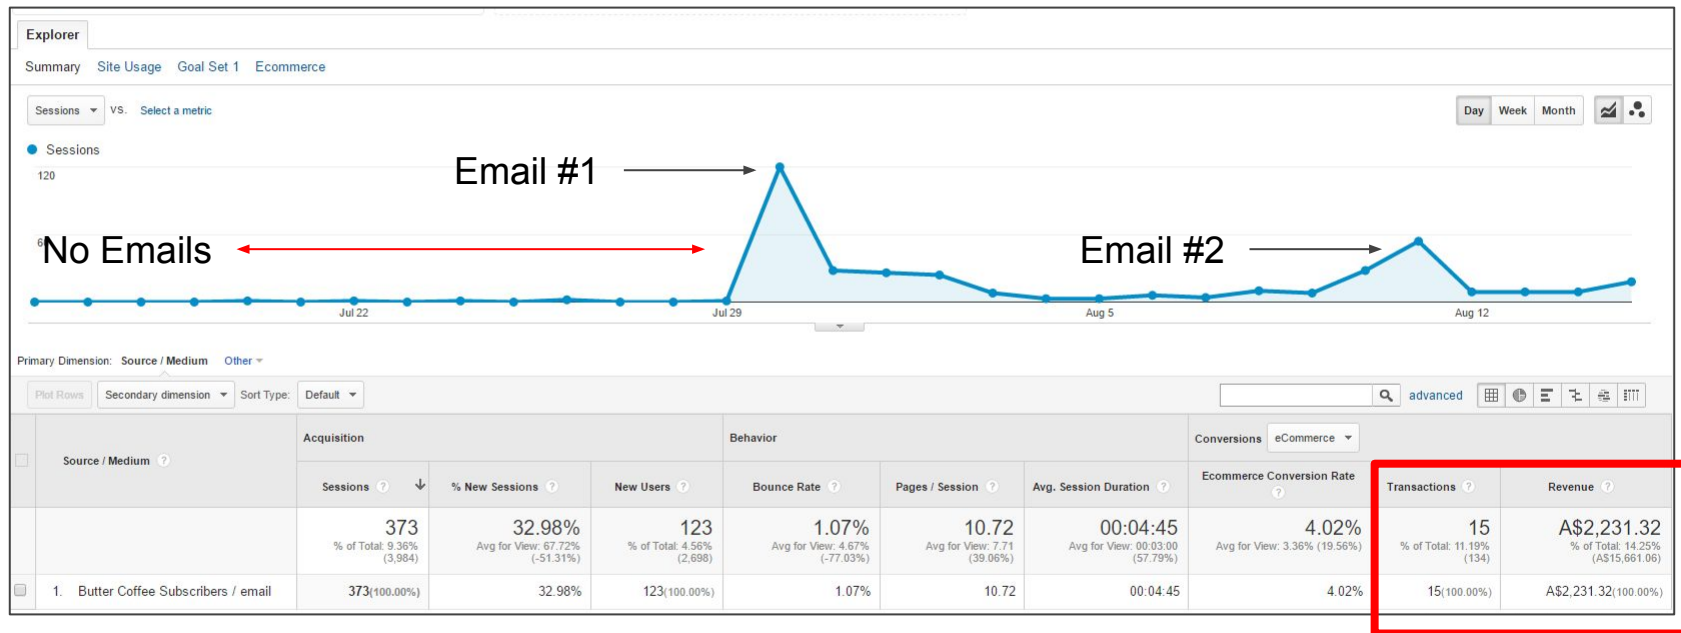 Explorer
Summary Site Usage Goal Set 1 Ecommerce
Sessions VS. Select a metric
Day Week Month
Sessions
120
Email #1
No Emails
Email #2
Jul 22 Jul 29 Aug 5 Aug 12
Primary Dimension: Source / Medium Other
Plot Rows Secondary dimension Sort Type: Default advanced
Acquisition Behavior Conversions eCommerce
Source / Medium ?
Sessions ? % New Sessions ? New Users ? Bounce Rate ? Pages / Session ? Avg. Session Duration ? Ecommerce Conversion Rate ? Transactions ? Revenue ?
373 32.98% 123 1.07% 10.72 00:04:45 4.02% 15 A$2,231.32
% of Total: 9.36% Avg for View: 67.72% % of Total: 4.56% Avg for View: 4.67% Avg for View: 7.71 Avg for View: 00:03:00 Avg for View: 3.36% (19.56%) % of Total: 11.19% % of Total: 14.25%
(3,984) (-51.31%) (2,698) (-77.03%) (39.06%) (57.79%) (134) (A$15,661.06)
1. Butter Coffee Subscribers / email 373(100.00%) 32.98% 123(100.00%) 1.07% 10.72 00:04:45 4.02% 15(100.00%) A$2,231.32(100.00%)